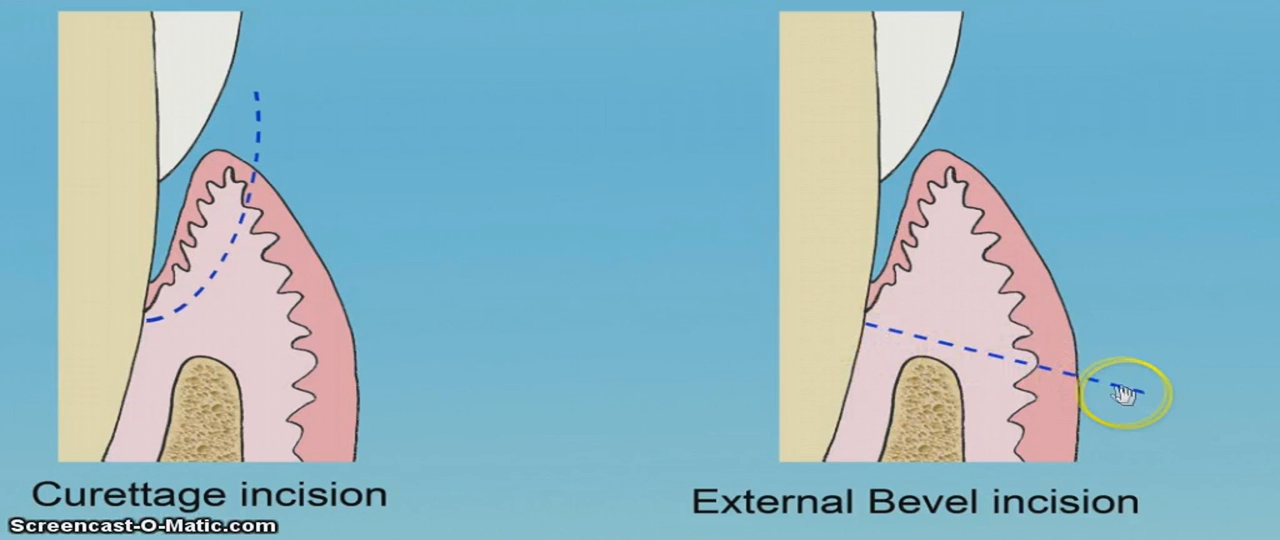 Curettage incision
External Bevel incision
Screencast-O-Matic.com